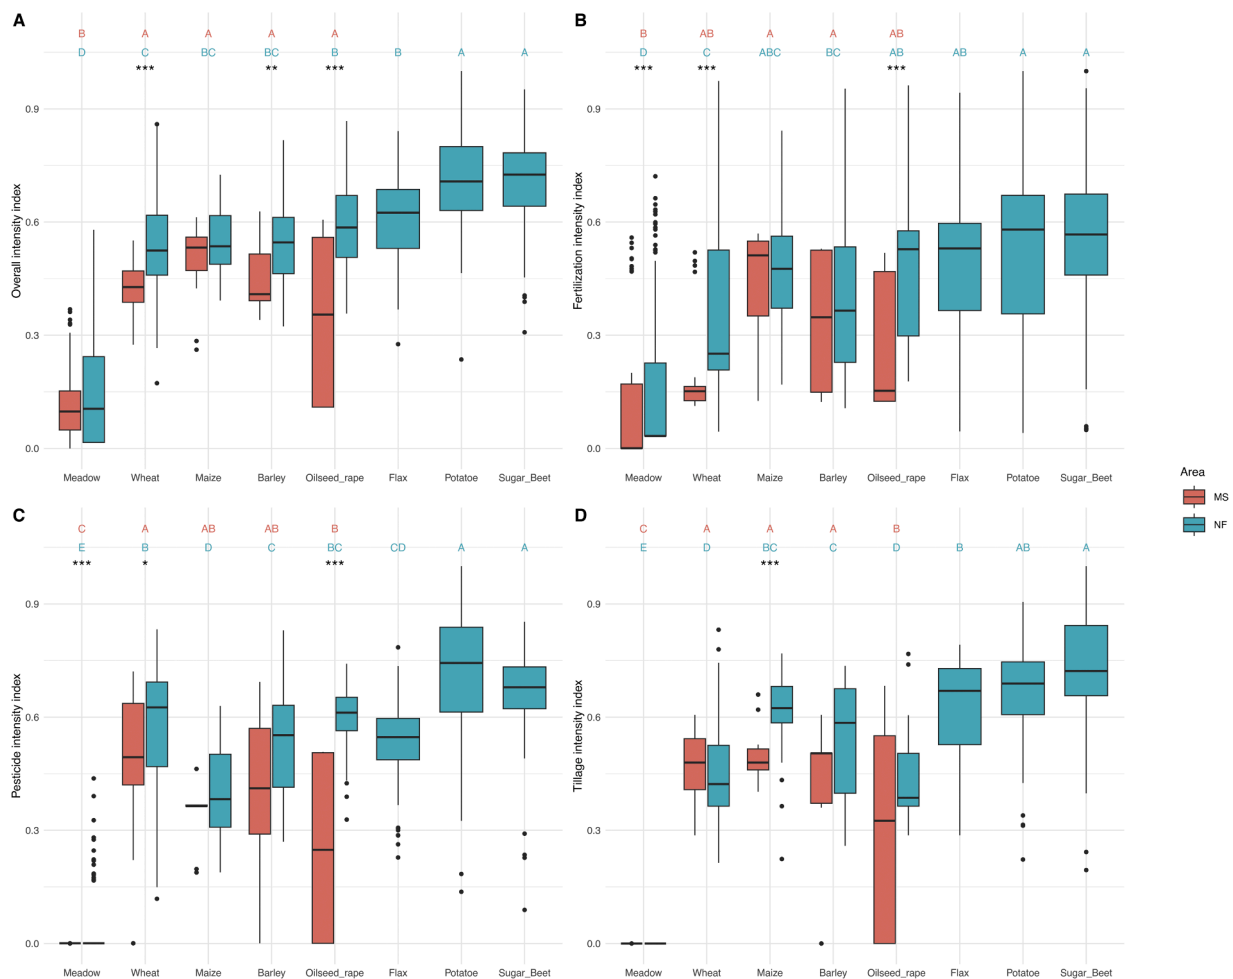 A
B A A A A
D C BC BC B B A A
*** ** ***
Overall intensity index
0.9
0.6
0.3
0.0
Meadow Wheat Maize Barley Oilseed_rape Flax Potatoe Sugar_Beet
B
B AB A A AB
D C ABC BC AB AB A A
*** *** ***
Fertilization intensity index
0.9
0.6
0.3
0.0
Meadow Wheat Maize Barley Oilseed_rape Flax Potatoe Sugar_Beet
Area
MS
NF
C
C A AB AB B
E B D C BC CD A A
*** * ***
Pesticide intensity index
0.9
0.6
0.3
0.0
Meadow Wheat Maize Barley Oilseed_rape Flax Potatoe Sugar_Beet
D
C A A A B
E D BC C D B AB A
***
Tillage intensity index
0.9
0.6
0.3
0.0
Meadow Wheat Maize Barley Oilseed_rape Flax Potatoe Sugar_Beet